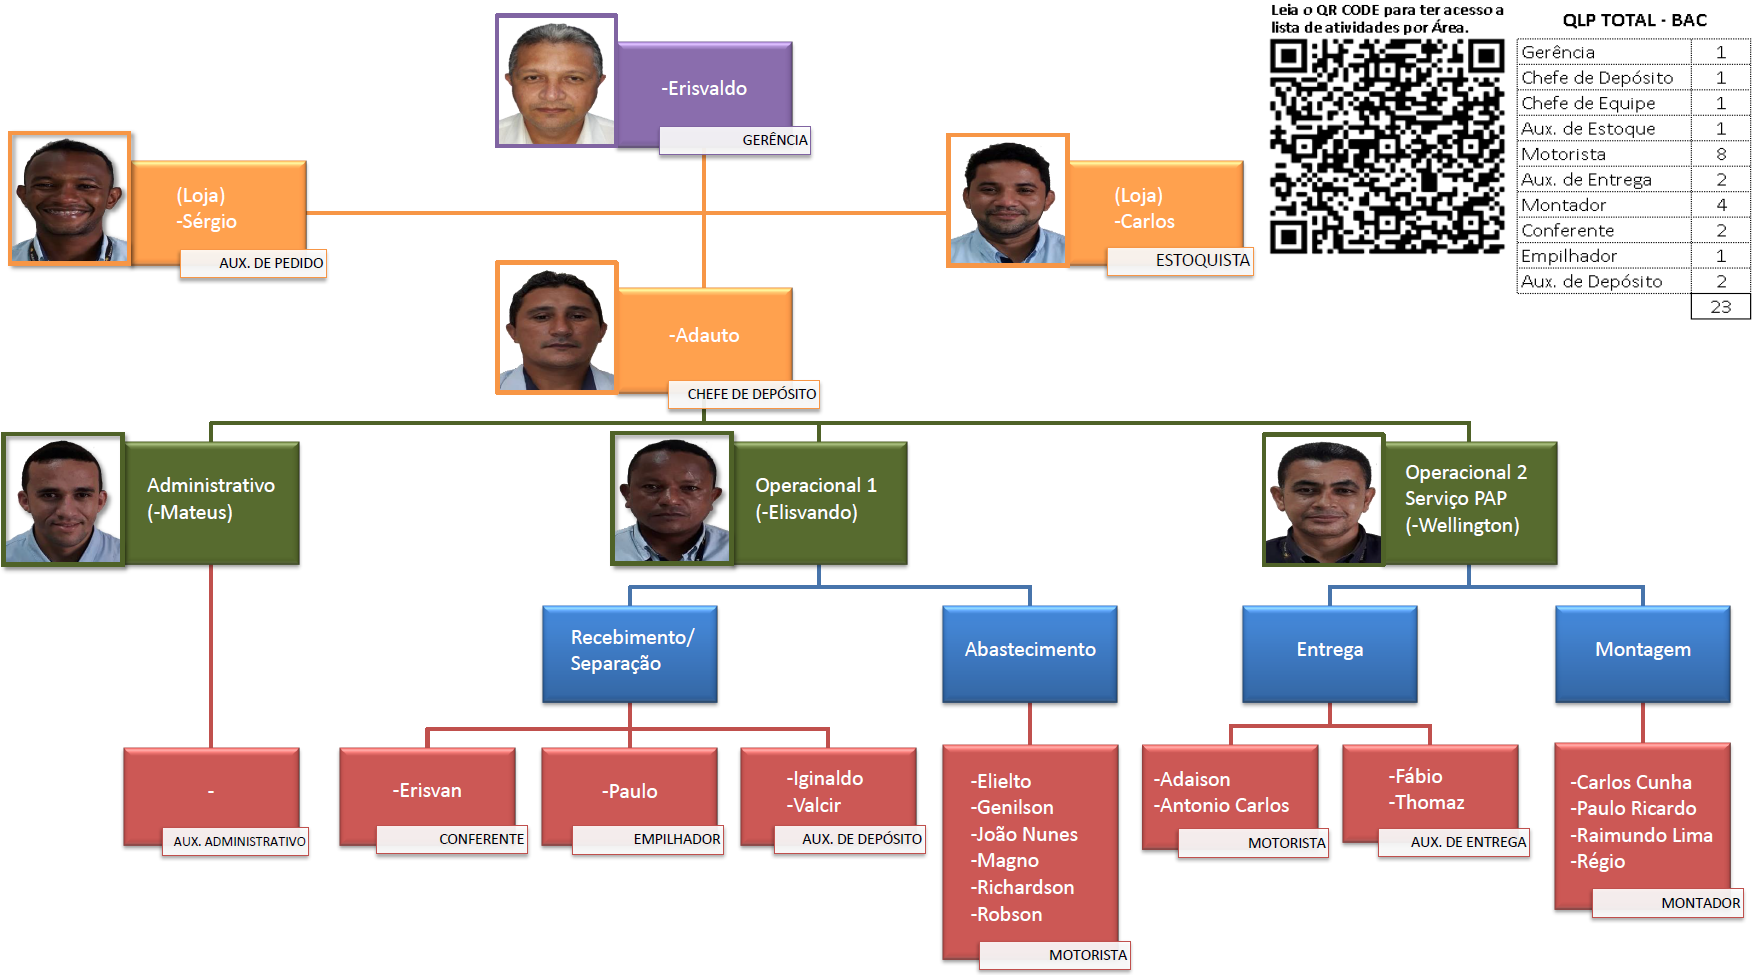 Leia o QR CODE para ter acesso a
lista de atividades por Área.
QLP TOTAL - BAC
Gerência 1
Chefe de Depósito 1
Chefe de Equipe 1
Aux. de Estoque 1
Motorista 8
Aux. de Entrega 2
Montador 4
Conferente 2
Empilhador 1
Aux. de Depósito 2
23
-Erisvaldo
GERÊNCIA
(Loja)
-Sérgio
AUX. DE PEDIDO
(Loja)
-Carlos
ESTOQUISTA
-Adauto
CHEFE DE DEPÓSITO
Administrativo
(-Mateus)
Operacional 1
(-Elisvando)
Operacional 2
Serviço PAP
(-Wellington)
Recebimento/
Separação
Abastecimento
Entrega
Montagem
-
AUX. ADMINISTRATIVO
-Erisvan
CONFERENTE
-Paulo
EMPILHADOR
-Iginaldo
-Valcir
AUX. DE DEPÓSITO
-Elielto
-Genilson
-João Nunes
-Magno
-Richardson
-Robson
MOTORISTA
-Adaison
-Antonio Carlos
MOTORISTA
-Fábio
-Thomaz
AUX. DE ENTREGA
-Carlos Cunha
-Paulo Ricardo
-Raimundo Lima
-Régio
MONTADOR